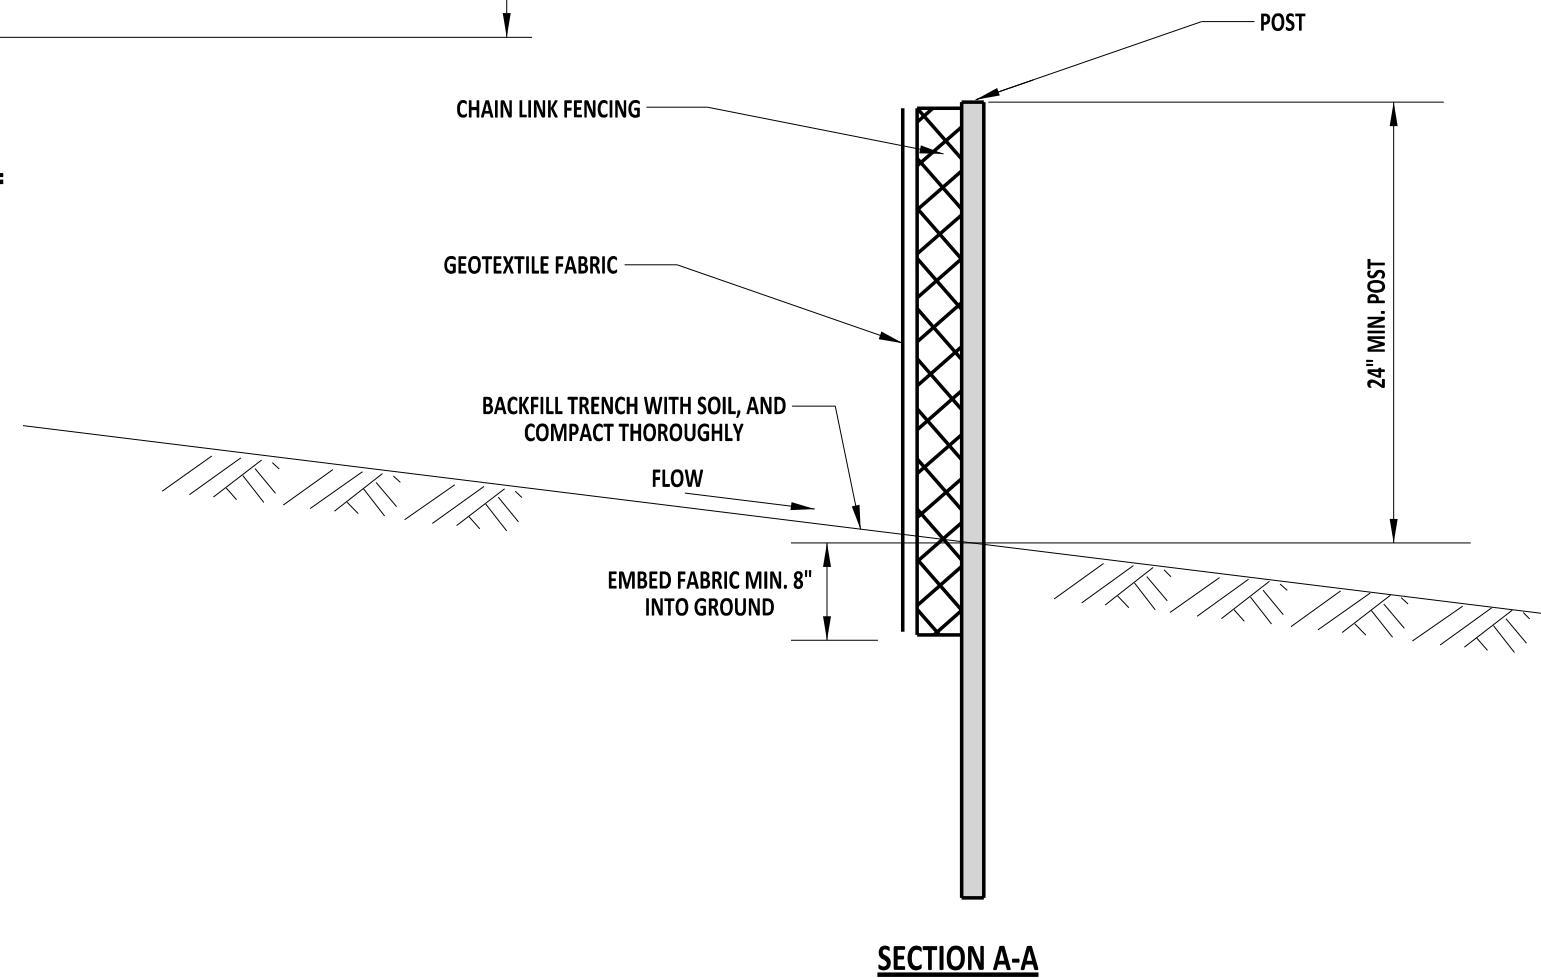 POST
CHAIN LINK FENCING
GEOTEXTILE FABRIC
24" MIN. POST
BACKFILL TRENCH WITH SOIL, AND
COMPACT THOROUGHLY
FLOW
EMBED FABRIC MIN. 8"
INTO GROUND
SECTION A-A